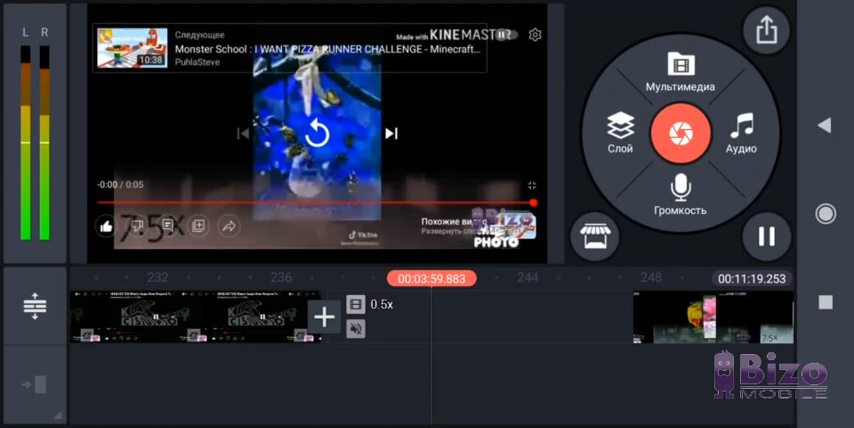 L R
Следующее
Monster School : I WANT PIZZA RUNNER CHALLENGE - Minecraft...
PuhlaSteve
10:38
Made with KINEMASTER
-0:00 / 0:05
7.5x
TikTok
Похожие виде
Развернуть спи
Bizo
PHOTO
Мультимедиа
Слой
Аудио
Громкость
232 236 00:03:59.883 244 248 00:11:19.253
0.5x
7.5x
Bizo
MOBILE